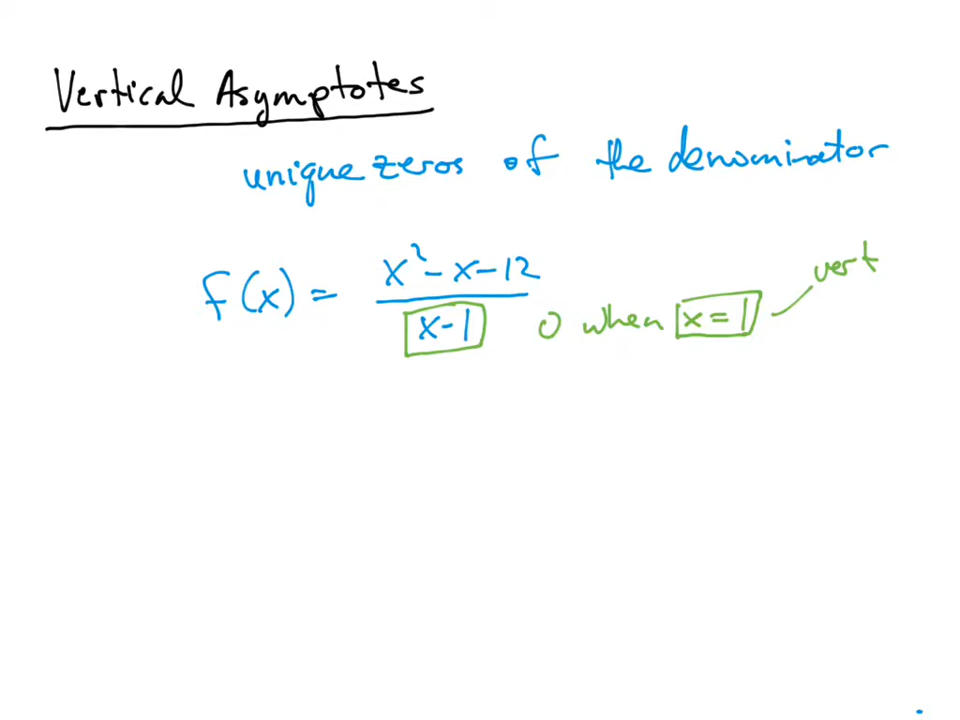 Vertical Asymptotes
unique zeros of the denominator
f(x) = x² - x - 12 / x - 1
0 when x = 1
vert